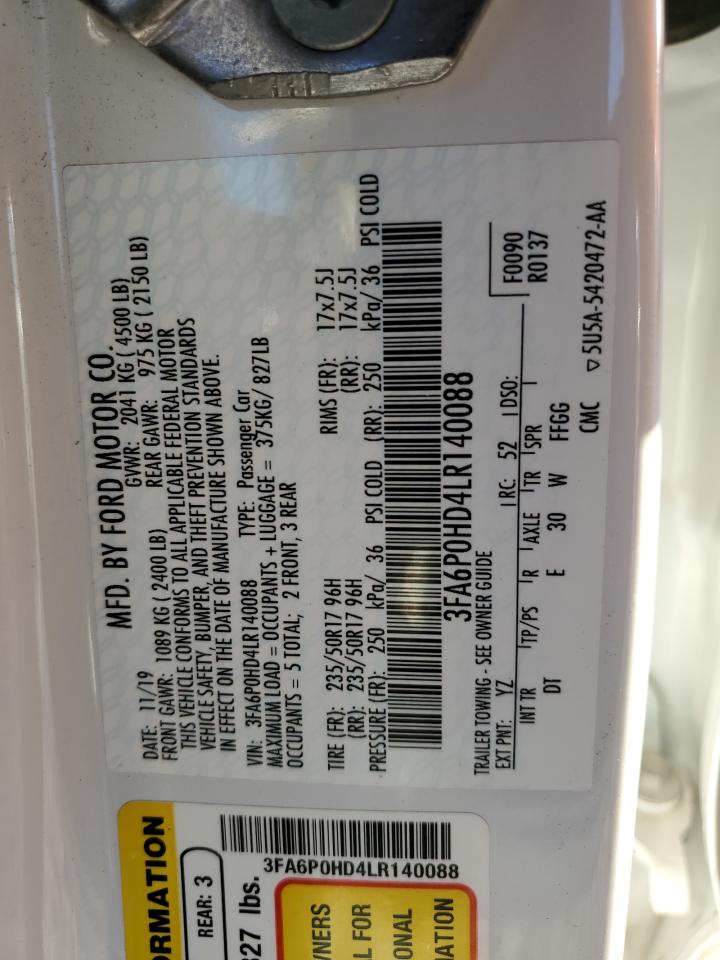 MFD. BY FORD MOTOR CO.
DATE: 11/19 GVWR: 2041 KG ( 4500 LB)
FRONT GAWR: 1089 KG ( 2400 LB) REAR GAWR: 975 KG ( 2150 LB)
THIS VEHICLE CONFORMS TO ALL APPLICABLE FEDERAL MOTOR
VEHICLE SAFETY, BUMPER, AND THEFT PREVENTION STANDARDS
IN EFFECT ON THE DATE OF MANUFACTURE SHOWN ABOVE.
VIN: 3FA6P0HD4LR140088 TYPE: Passenger Car
MAXIMUM LOAD = OCCUPANTS + LUGGAGE = 375KG/ 827LB
OCCUPANTS = 5 TOTAL; 2 FRONT, 3 REAR
TIRE (FR): 235/50R17 96H RIMS (FR): 17x7.5J
(RR): 235/50R17 96H (RR): 17x7.5J
PRESSURE (FR): 250 kPa/ 36 PSI COLD (RR): 250 kPa/ 36 PSI COLD
3FA6P0HD4LR140088
TRAILER TOWING - SEE OWNER GUIDE
EXT PNT: YZ RC: 52 DSO: F0090
INT TR TP/PS R AXLE TR SPR R0137
DT E 30 W FFGG
CMC ▽ 5U5A-5420472-AA
ORMATION
REAR: 3
827 lbs.
3FA6P0HD4LR140088
NERS
L FOR
ONAL
ATION